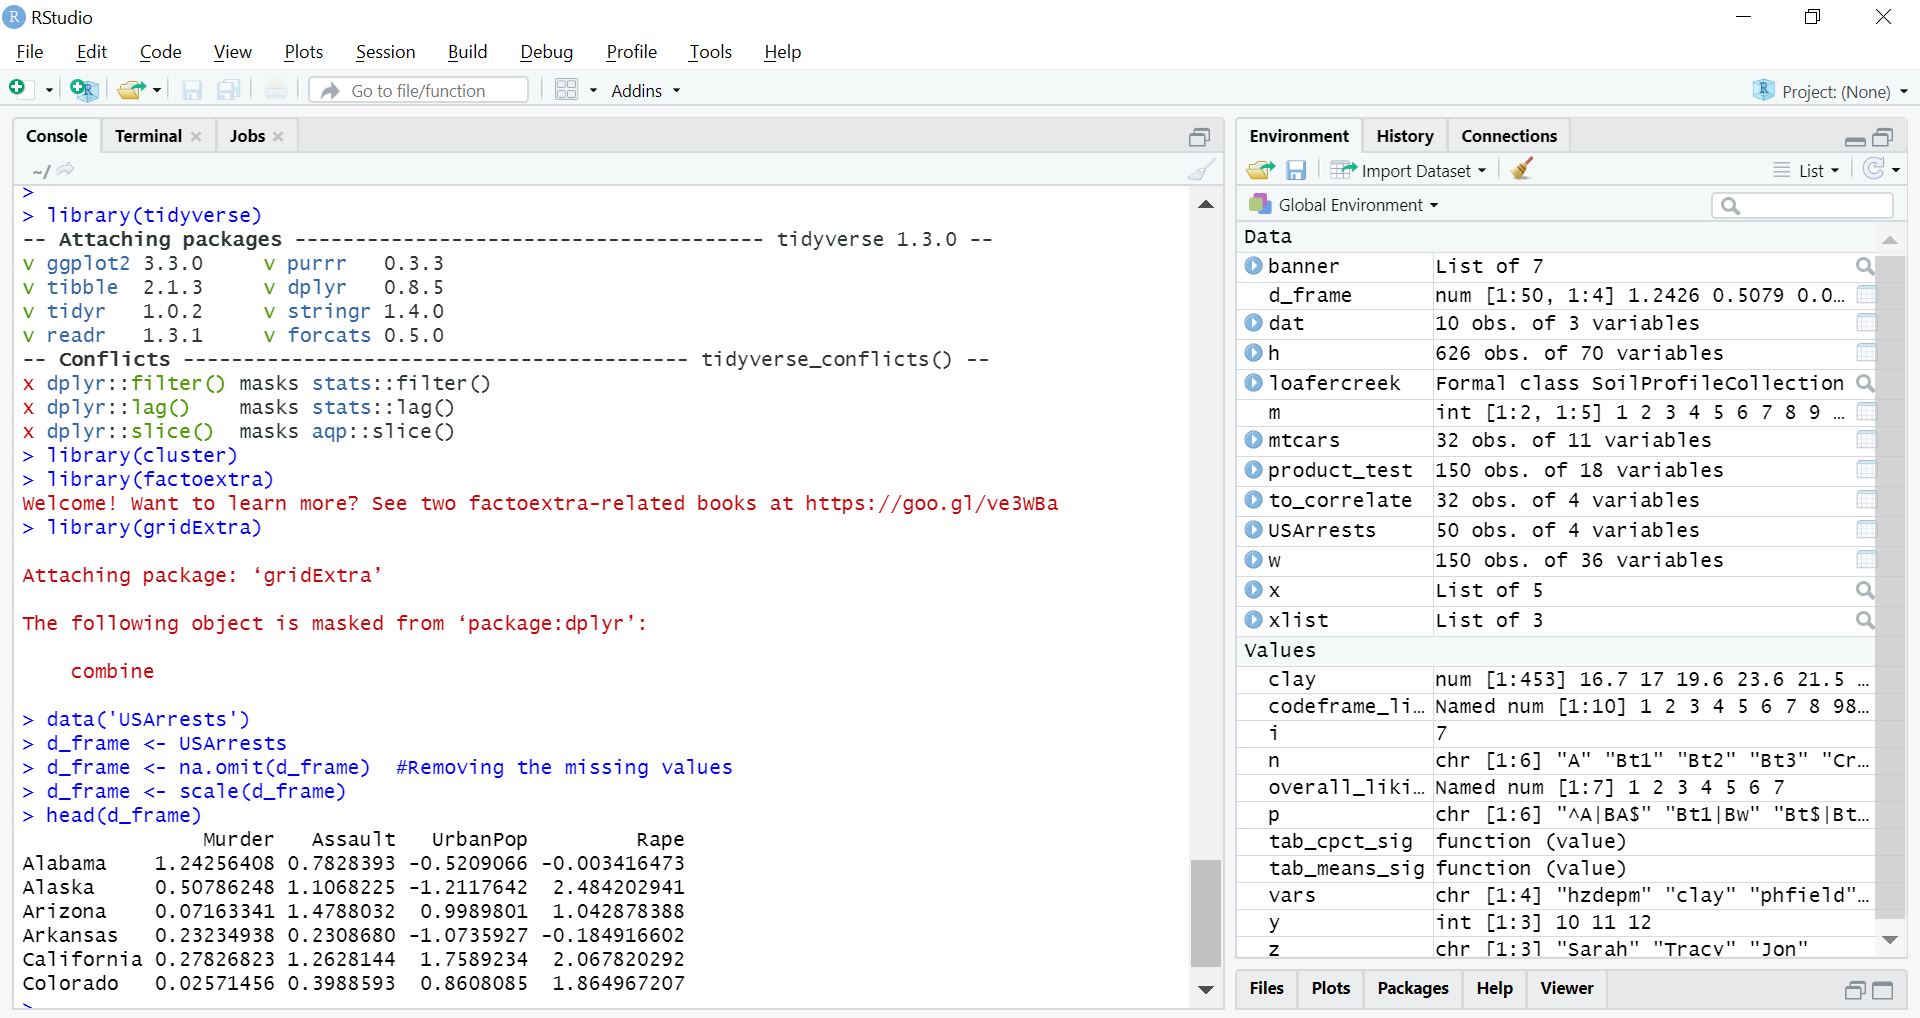 RStudio
File Edit Code View Plots Session Build Debug Profile Tools Help
Go to file/function Addins Project: (None)
Console Terminal Jobs
~/
>
> library(tidyverse)
-- Attaching packages --------------------------------------- tidyverse 1.3.0 --
v ggplot2 3.3.0     v purrr   0.3.3
v tibble  2.1.3     v dplyr   0.8.5
v tidyr   1.0.2     v stringr 1.4.0
v readr   1.3.1     v forcats 0.5.0
-- Conflicts ------------------------------------------ tidyverse_conflicts() --
x dplyr::filter() masks stats::filter()
x dplyr::lag()    masks stats::lag()
x dplyr::slice()  masks aqp::slice()
> library(cluster)
> library(factoextra)
Welcome! Want to learn more? See two factoextra-related books at https://goo.gl/ve3WBa
> library(gridExtra)
Attaching package: ‘gridExtra’
The following object is masked from ‘package:dplyr’:
combine
> data('USArrests')
> d_frame <- USArrests
> d_frame <- na.omit(d_frame)  #Removing the missing values
> d_frame <- scale(d_frame)
> head(d_frame)
               Murder   Assault   UrbanPop         Rape
Alabama    1.24256408 0.7828393 -0.5209066 -0.003416473
Alaska     0.50786248 1.1068225 -1.2117642  2.484202941
Arizona    0.07163341 1.4788032  0.9989801  1.042878388
Arkansas   0.23234938 0.2308680 -1.0735927 -0.184916602
California 0.27826823 1.2628144  1.7589234  2.067820292
Colorado   0.02571456 0.3988593  0.8608085  1.864967207
>
Environment History Connections
Import Dataset List
Global Environment
Data
banner List of 7
d_frame num [1:50, 1:4] 1.2426 0.5079 0.0...
dat 10 obs. of 3 variables
h 626 obs. of 70 variables
loafercreek Formal class SoilProfileCollection
m int [1:2, 1:5] 1 2 3 4 5 6 7 8 9 ...
mtcars 32 obs. of 11 variables
product_test 150 obs. of 18 variables
to_correlate 32 obs. of 4 variables
USArrests 50 obs. of 4 variables
w 150 obs. of 36 variables
x List of 5
xlist List of 3
Values
clay num [1:453] 16.7 17 19.6 23.6 21.5 ...
codeframe_li... Named num [1:10] 1 2 3 4 5 6 7 8 98...
i 7
n chr [1:6] "A" "Bt1" "Bt2" "Bt3" "Cr...
overall_liki... Named num [1:7] 1 2 3 4 5 6 7
p chr [1:6] "^A|BA$" "Bt1|Bw" "Bt$|Bt...
tab_cpct_sig function (value)
tab_means_sig function (value)
vars chr [1:4] "hzdepm" "clay" "phfield"...
y int [1:3] 10 11 12
z chr [1:3] "Sarah" "Tracy" "Jon"
Files Plots Packages Help Viewer